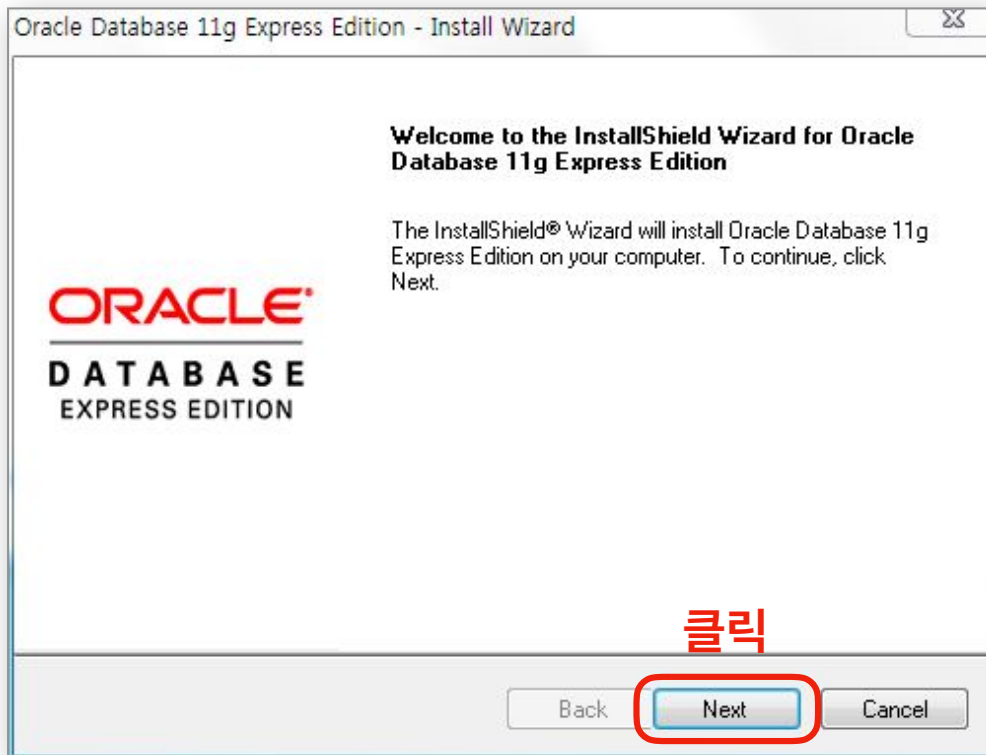 Oracle Database 11g Express Edition - Install Wizard
Welcome to the InstallShield Wizard for Oracle
Database 11g Express Edition
The InstallShield® Wizard will install Oracle Database 11g
Express Edition on your computer.  To continue, click
Next.
ORACLE®
DATABASE
EXPRESS EDITION
클릭
Back
Next
Cancel